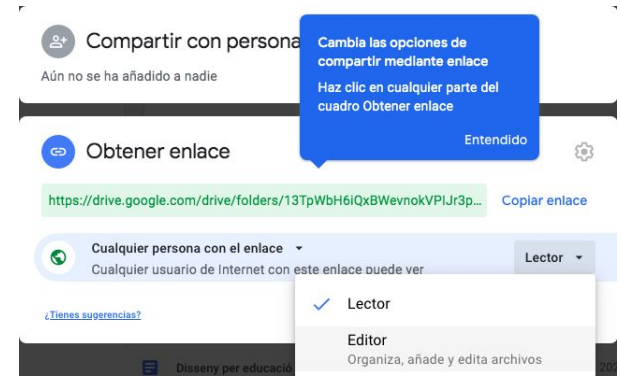 Compartir con persona
Aún no se ha añadido a nadie
Cambia las opciones de
compartir mediante enlace
Haz clic en cualquier parte del
cuadro Obtener enlace
Entendido
Obtener enlace
https://drive.google.com/drive/folders/13TpWbH6iQxBWevnokVPIJr3p... Copiar enlace
Cualquier persona con el enlace
Cualquier usuario de Internet con este enlace puede ver
Lector
¿Tienes sugerencias?
Lector
Editor
Organiza, añade y edita archivos
Disseny per educació